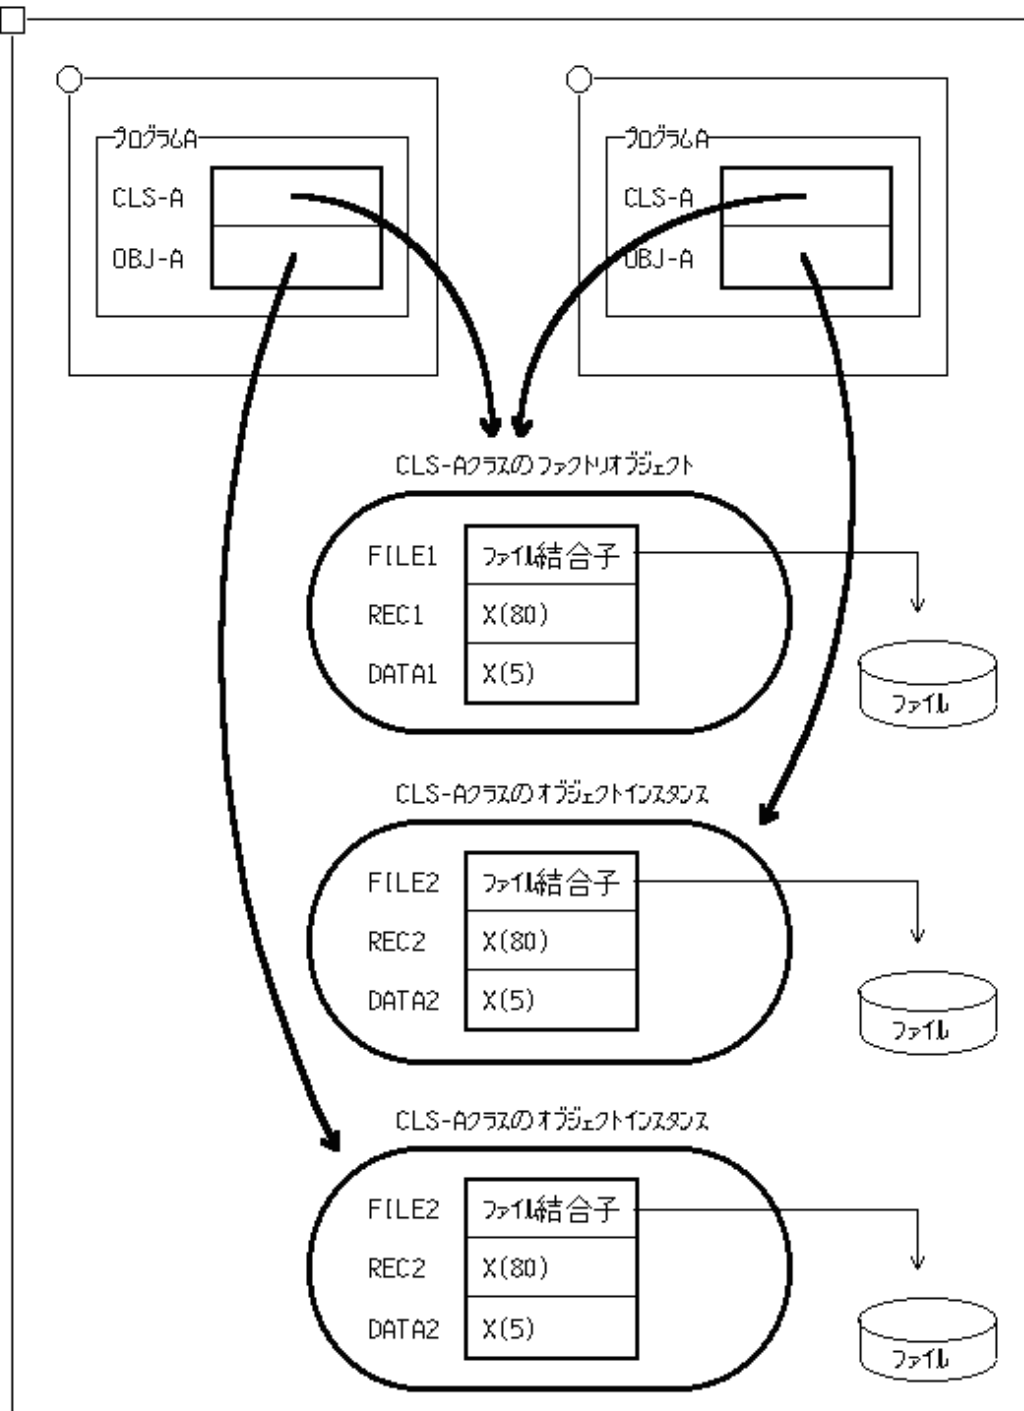 プログラムA
CLS-A
OBJ-A
プログラムA
CLS-A
OBJ-A
CLS-Aクラスのファクトリオブジェクト
FILE1 ファイル結合子
REC1 X(80)
DATA1 X(5)
ファイル
CLS-Aクラスのオブジェクトインスタンス
FILE2 ファイル結合子
REC2 X(80)
DATA2 X(5)
ファイル
CLS-Aクラスのオブジェクトインスタンス
FILE2 ファイル結合子
REC2 X(80)
DATA2 X(5)
ファイル